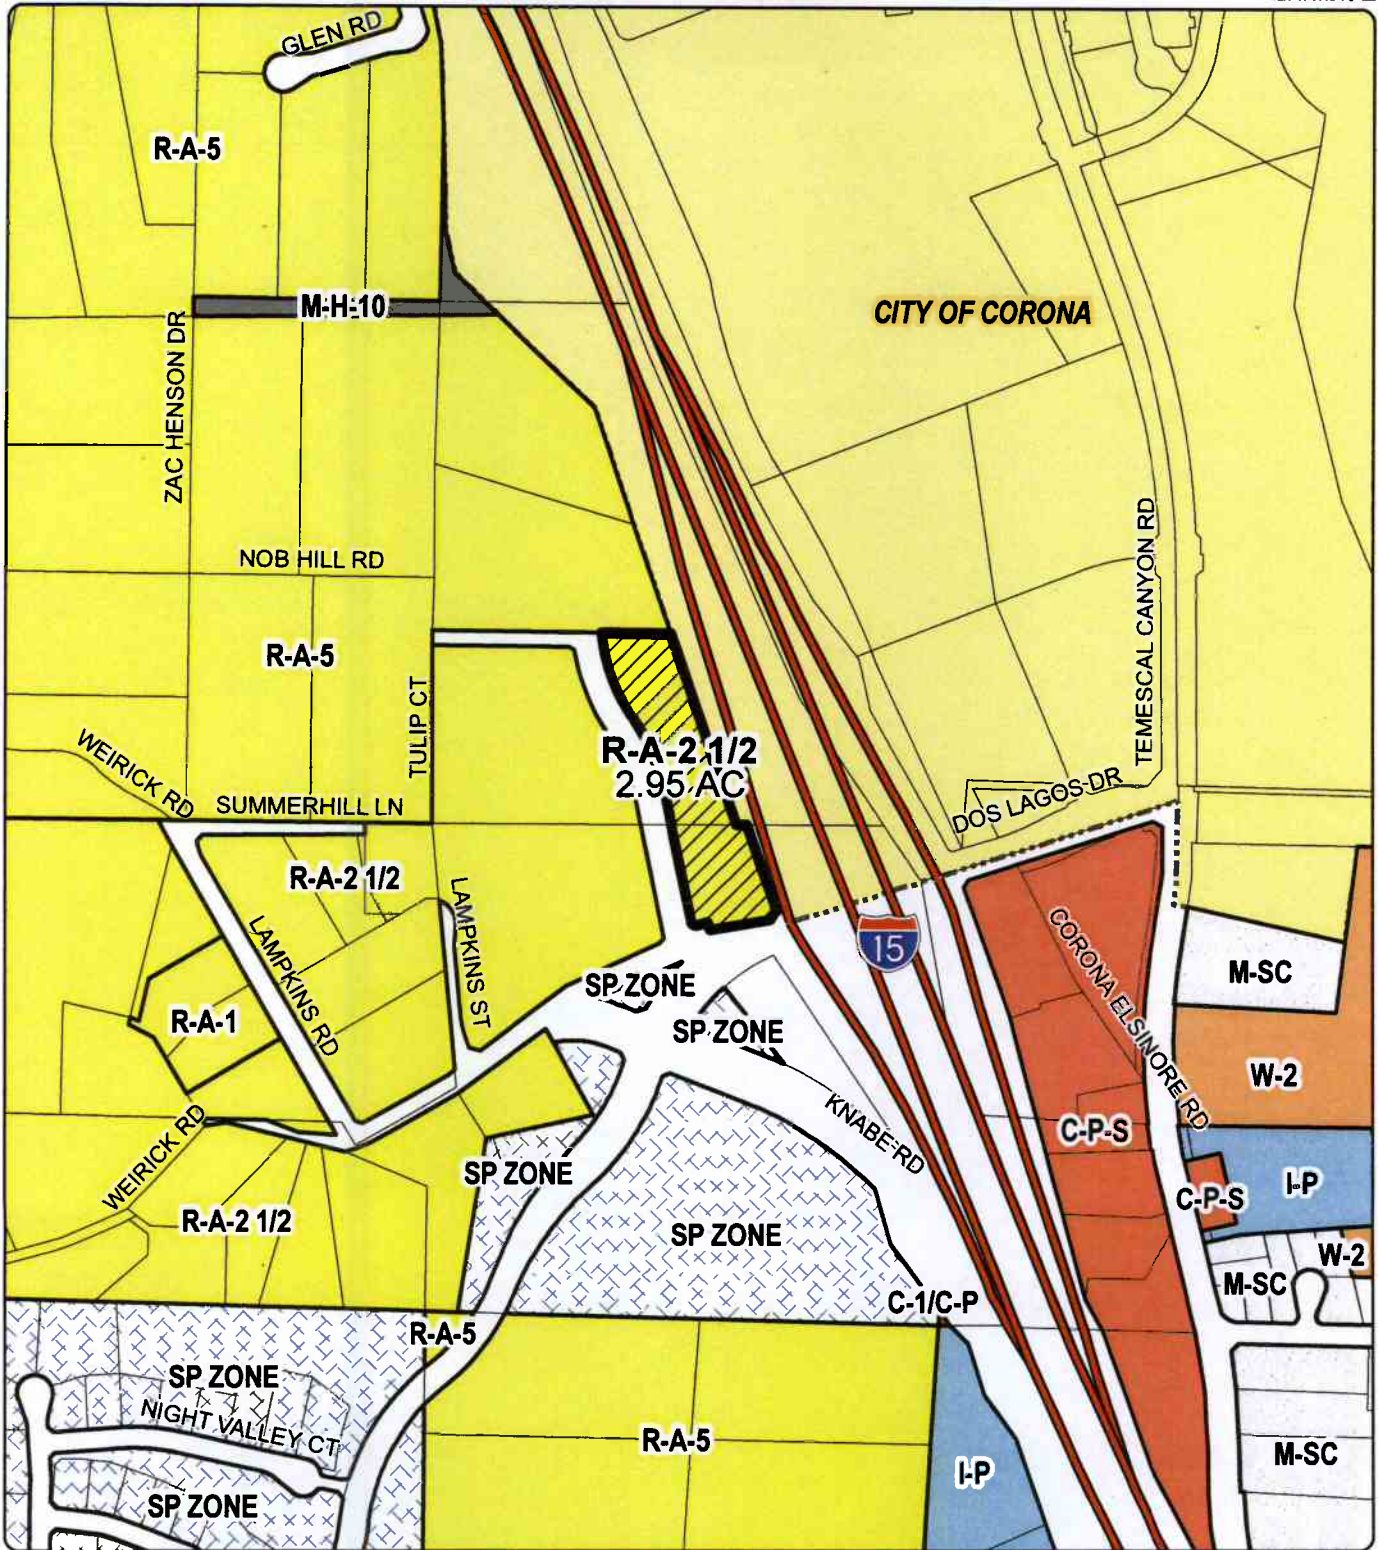 GLEN RD
R-A-5
M-H-10
CITY OF CORONA
ZAC HENSON DR
NOB HILL RD
TEMESCAL CANYON RD
R-A-5
TULIP CT
WEIRICK RD
R-A-2 1/2
2.95 AC
SUMMERHILL LN
DOS LAGOS DR
R-A-2 1/2
LAMPKINS ST
LAMPKINS RD
15
CORONA ELSINORE RD
M-SC
SP ZONE
R-A-1
SP ZONE
W-2
KNABE RD
C-P-S
WEIRICK RD
SP ZONE
I-P
C-P-S
R-A-2 1/2
SP ZONE
W-2
M-SC
C-1/C-P
R-A-5
SP ZONE
NIGHT VALLEY CT
R-A-5
M-SC
I-P
SP ZONE